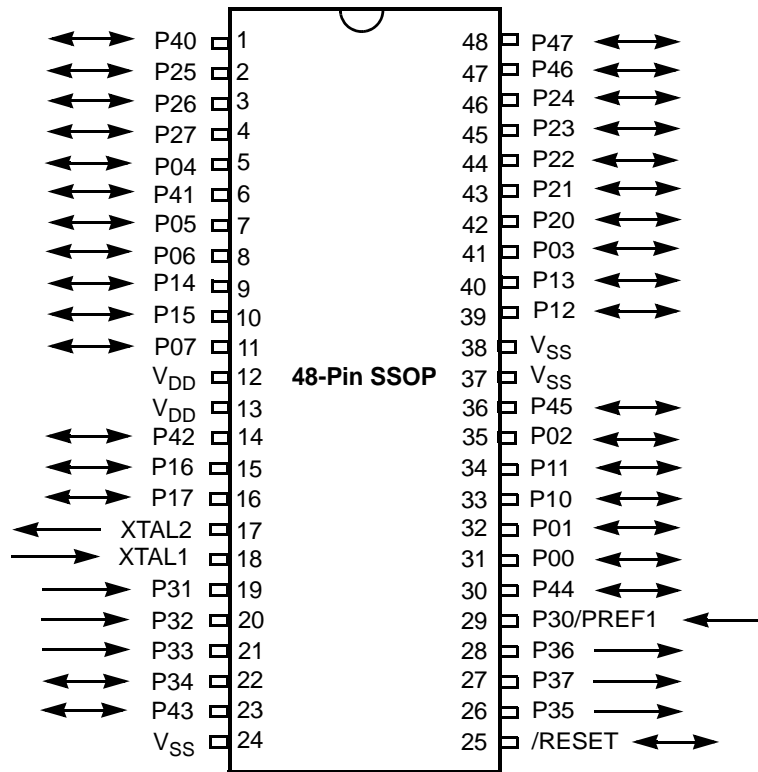 P40 1 48 P47
P25 2 47 P46
P26 3 46 P24
P27 4 45 P23
P04 5 44 P22
P41 6 43 P21
P05 7 42 P20
P06 8 41 P03
P14 9 40 P13
P15 10 39 P12
P07 11 38 VSS
VDD 12 48-Pin SSOP 37 VSS
VDD 13 36 P45
P42 14 35 P02
P16 15 34 P11
P17 16 33 P10
XTAL2 17 32 P01
XTAL1 18 31 P00
P31 19 30 P44
P32 20 29 P30/PREF1
P33 21 28 P36
P34 22 27 P37
P43 23 26 P35
VSS 24 25 /RESET